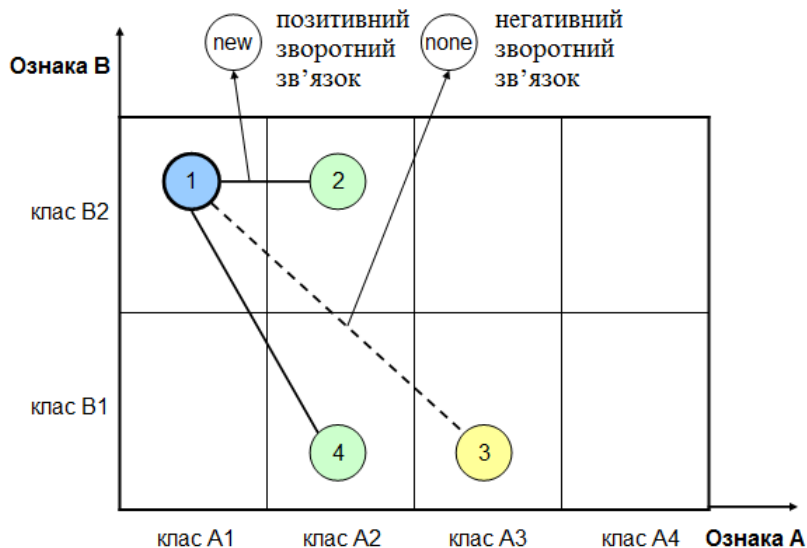 new
позитивний
зворотний
зв’язок
none
негативний
зворотний
зв’язок
Ознака B
клас B2
1
2
клас B1
4
3
клас A1
клас A2
клас A3
клас A4
Ознака A